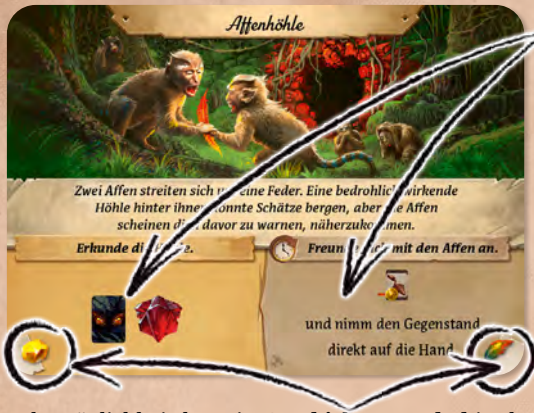 Affenhöhle
Zwei Affen streiten sich um eine Feder. Eine bedrohlich wirkende
Höhle hinter ihnen könnte Schätze bergen, aber die Affen
scheinen dich davor zu warnen, näherzukommen.
Erkunde die Höhle.
Freunde dich mit den Affen an.
und nimm den Gegenstand
direkt auf die Hand